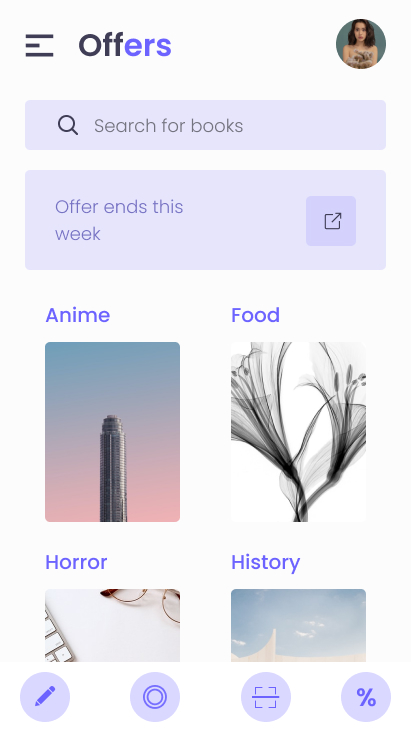 Offers
Search for books
Offer ends this
week
Anime
Food
Horror
History
%